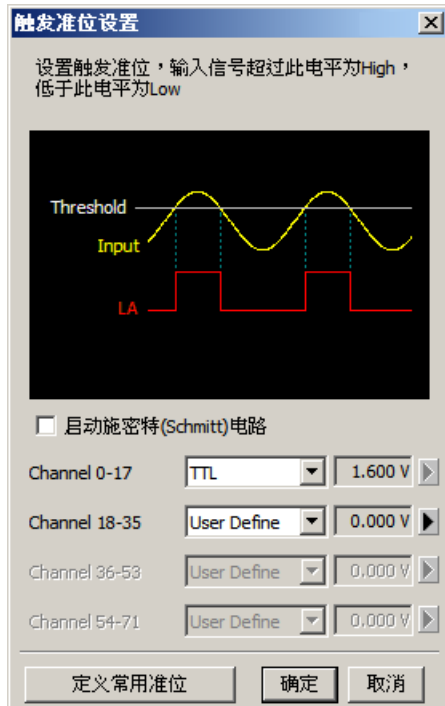 触发准位设置
设置触发准位，输入信号超过此电平为High，
低于此电平为Low
Threshold
Input
LA
启动施密特(Schmitt)电路
Channel 0-17 TTL 1.600 V
Channel 18-35 User Define 0.000 V
Channel 36-53 User Define 0.000 V
Channel 54-71 User Define 0.000 V
定义常用准位 确定 取消